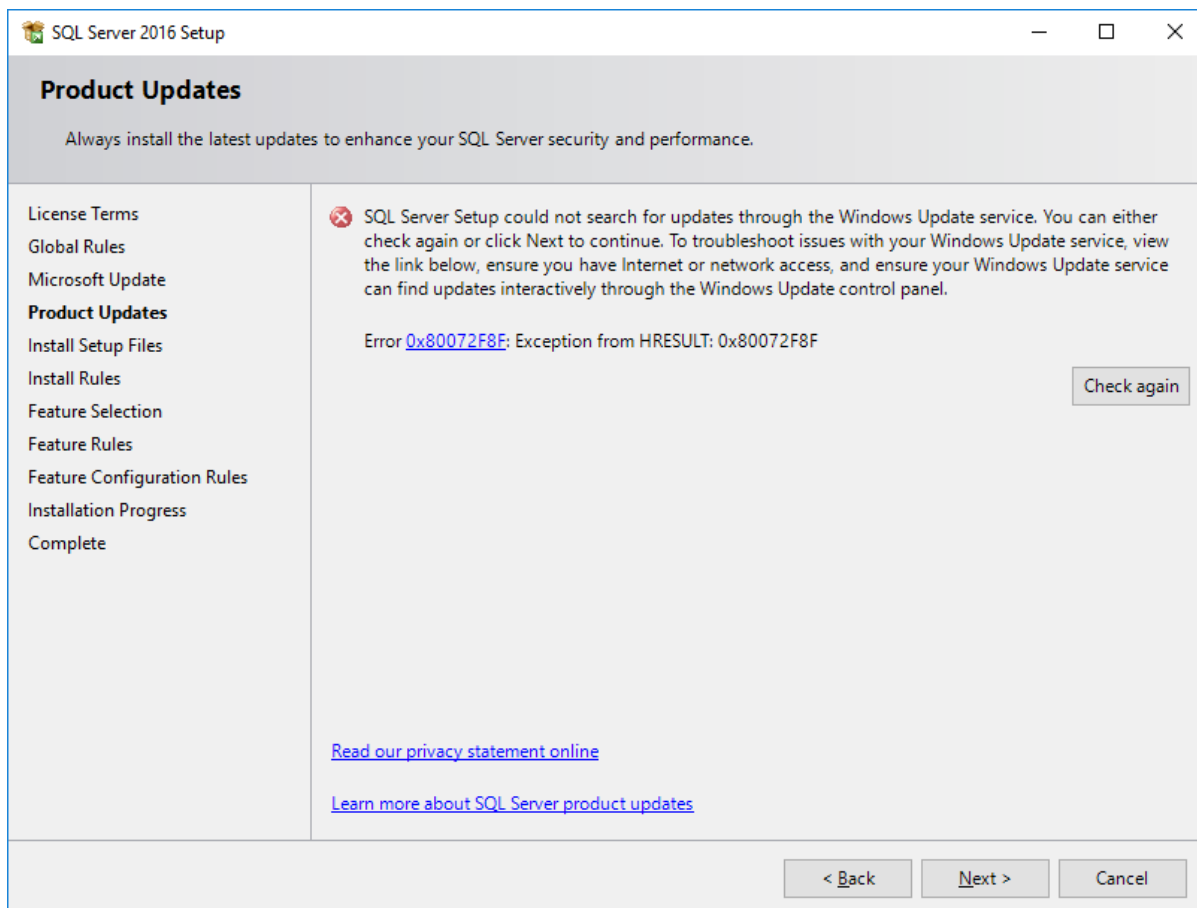 SQL Server 2016 Setup
Product Updates
Always install the latest updates to enhance your SQL Server security and performance.
License Terms
Global Rules
Microsoft Update
Product Updates
Install Setup Files
Install Rules
Feature Selection
Feature Rules
Feature Configuration Rules
Installation Progress
Complete
SQL Server Setup could not search for updates through the Windows Update service. You can either
check again or click Next to continue. To troubleshoot issues with your Windows Update service, view
the link below, ensure you have Internet or network access, and ensure your Windows Update service
can find updates interactively through the Windows Update control panel.
Error 0x80072F8F: Exception from HRESULT: 0x80072F8F
Check again
Read our privacy statement online
Learn more about SQL Server product updates
< Back
Next >
Cancel